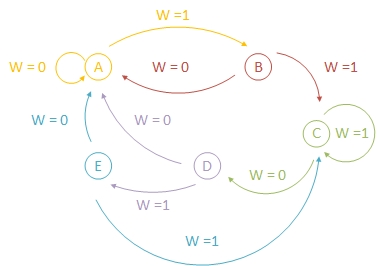 W =1
W = 0
A
W = 0
B
W =1
W = 0
W = 0
C
W =1
E
D
W = 0
W =1
W =1